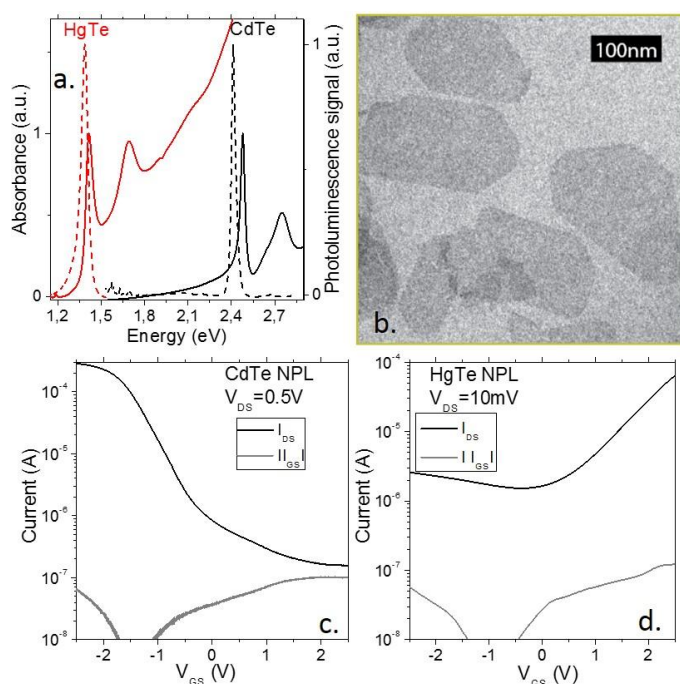 HgTe
CdTe
a.
Absorbance (a.u.)
1
0
1
0
Photoluminescence signal (a.u.)
1,2 1,5 1,8 2,1 2,4 2,7
Energy (eV)
100nm
b.
CdTe NPL
V_DS=0.5V
I_DS
|I_GS|
10^-4
10^-5
10^-6
10^-7
10^-8
Current (A)
-2 -1 0 1 2
V_GS (V)
c.
HgTe NPL
V_DS=10mV
I_DS
|I_GS|
10^-4
10^-5
10^-6
10^-7
10^-8
Current (A)
-2 -1 0 1 2
V_GS (V)
d.